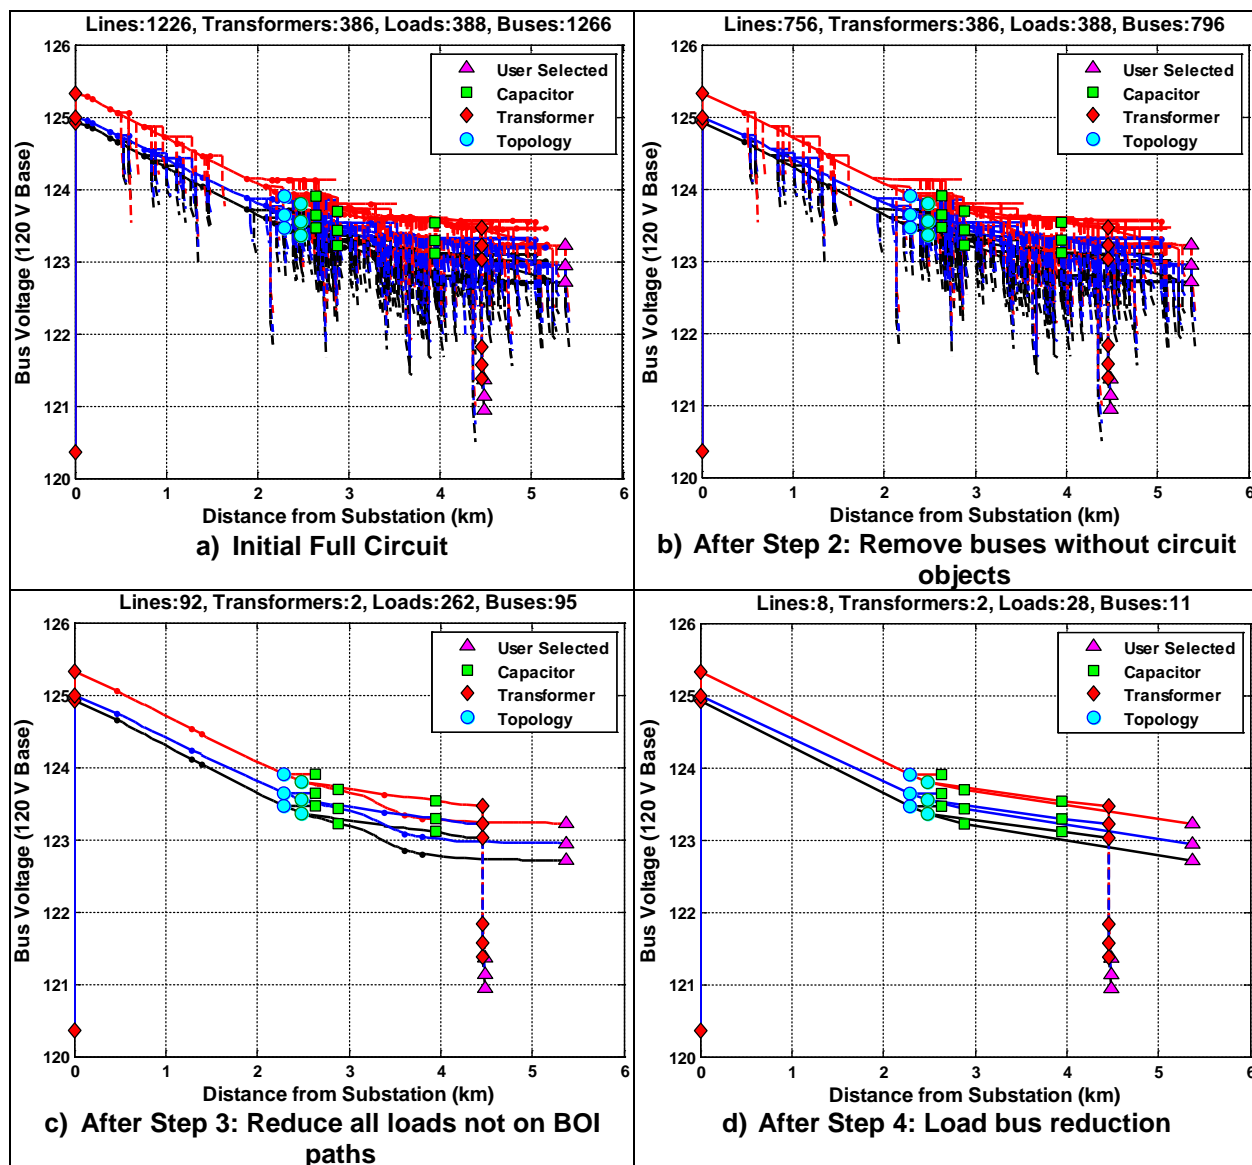 Lines:1226, Transformers:386, Loads:388, Buses:1266
126
125
124
123
122
121
120
Bus Voltage (120 V Base)
User Selected
Capacitor
Transformer
Topology
0 1 2 3 4 5 6
Distance from Substation (km)
a) Initial Full Circuit
Lines:756, Transformers:386, Loads:388, Buses:796
126
125
124
123
122
121
120
Bus Voltage (120 V Base)
User Selected
Capacitor
Transformer
Topology
0 1 2 3 4 5 6
Distance from Substation (km)
b) After Step 2: Remove buses without circuit
objects
Lines:92, Transformers:2, Loads:262, Buses:95
126
125
124
123
122
121
120
Bus Voltage (120 V Base)
User Selected
Capacitor
Transformer
Topology
0 1 2 3 4 5 6
Distance from Substation (km)
c) After Step 3: Reduce all loads not on BOI
paths
Lines:8, Transformers:2, Loads:28, Buses:11
126
125
124
123
122
121
120
Bus Voltage (120 V Base)
User Selected
Capacitor
Transformer
Topology
0 1 2 3 4 5 6
Distance from Substation (km)
d) After Step 4: Load bus reduction